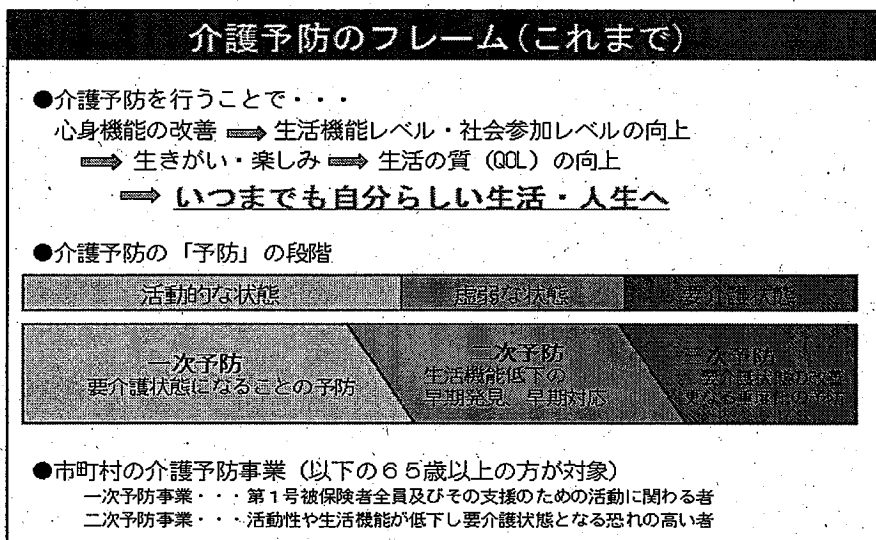 介護予防のフレーム(これまで)
●介護予防を行うことで・・・
心身機能の改善 ⇒ 生活機能レベル・社会参加レベルの向上
⇒ 生きがい・楽しみ ⇒ 生活の質（QOL）の向上
⇒ いつまでも自分らしい生活・人生へ
●介護予防の「予防」の段階
活動的な状態 虚弱な状態 要介護状態
一次予防
要介護状態になることの予防
二次予防
生活機能低下の
早期発見、早期対応
三次予防
要介護状態の改善
●市町村の介護予防事業（以下の６５歳以上の方が対象）
一次予防事業・・・第１号被保険者全員及びその支援のための活動に関わる者
二次予防事業・・・活動性や生活機能が低下し要介護状態となる恐れの高い者